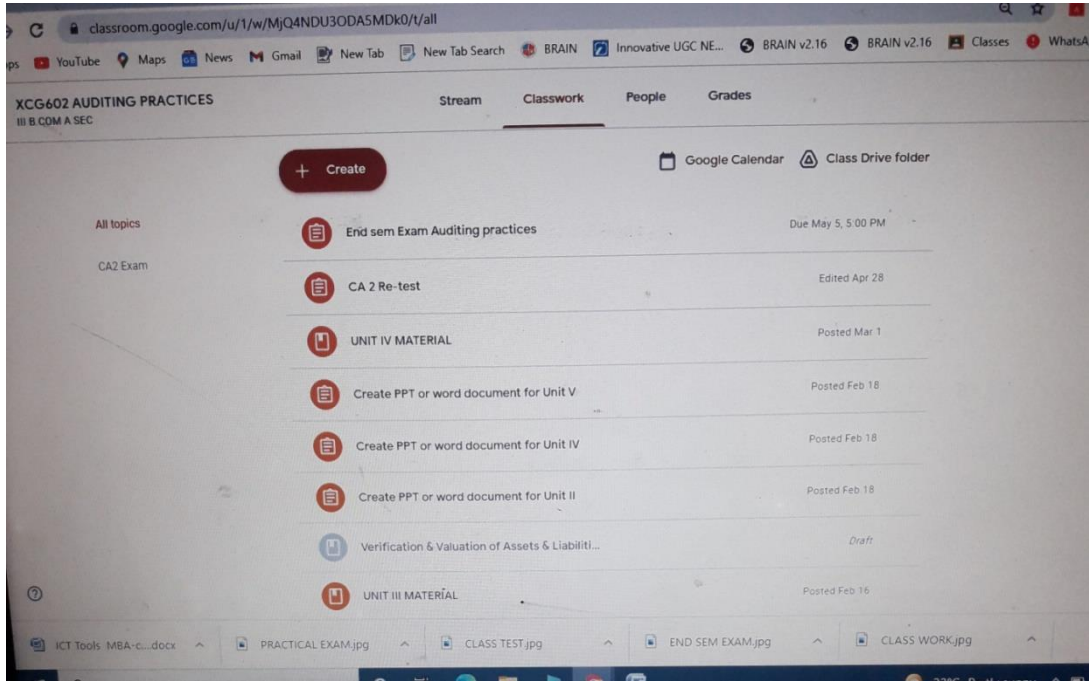 classroom.google.com/u/1/w/MjQ4NDU3ODA5MDk0/t/all
ps YouTube Maps News Gmail New Tab New Tab Search BRAIN Innovative UGC NE... BRAIN v2.16 BRAIN v2.16 Classes WhatsA
XCG602 AUDITING PRACTICES
III B.COM A SEC
Stream Classwork People Grades
+ Create
Google Calendar Class Drive folder
All topics
CA2 Exam
End sem Exam Auditing practices Due May 5, 5:00 PM
CA 2 Re-test Edited Apr 28
UNIT IV MATERIAL Posted Mar 1
Create PPT or word document for Unit V Posted Feb 18
Create PPT or word document for Unit IV Posted Feb 18
Create PPT or word document for Unit II Posted Feb 18
Verification & Valuation of Assets & Liabiliti... Draft
UNIT III MATERIAL Posted Feb 16
ICT Tools MBA-c....docx PRACTICAL EXAM.jpg CLASS TEST.jpg END SEM EXAM.jpg CLASS WORK.jpg